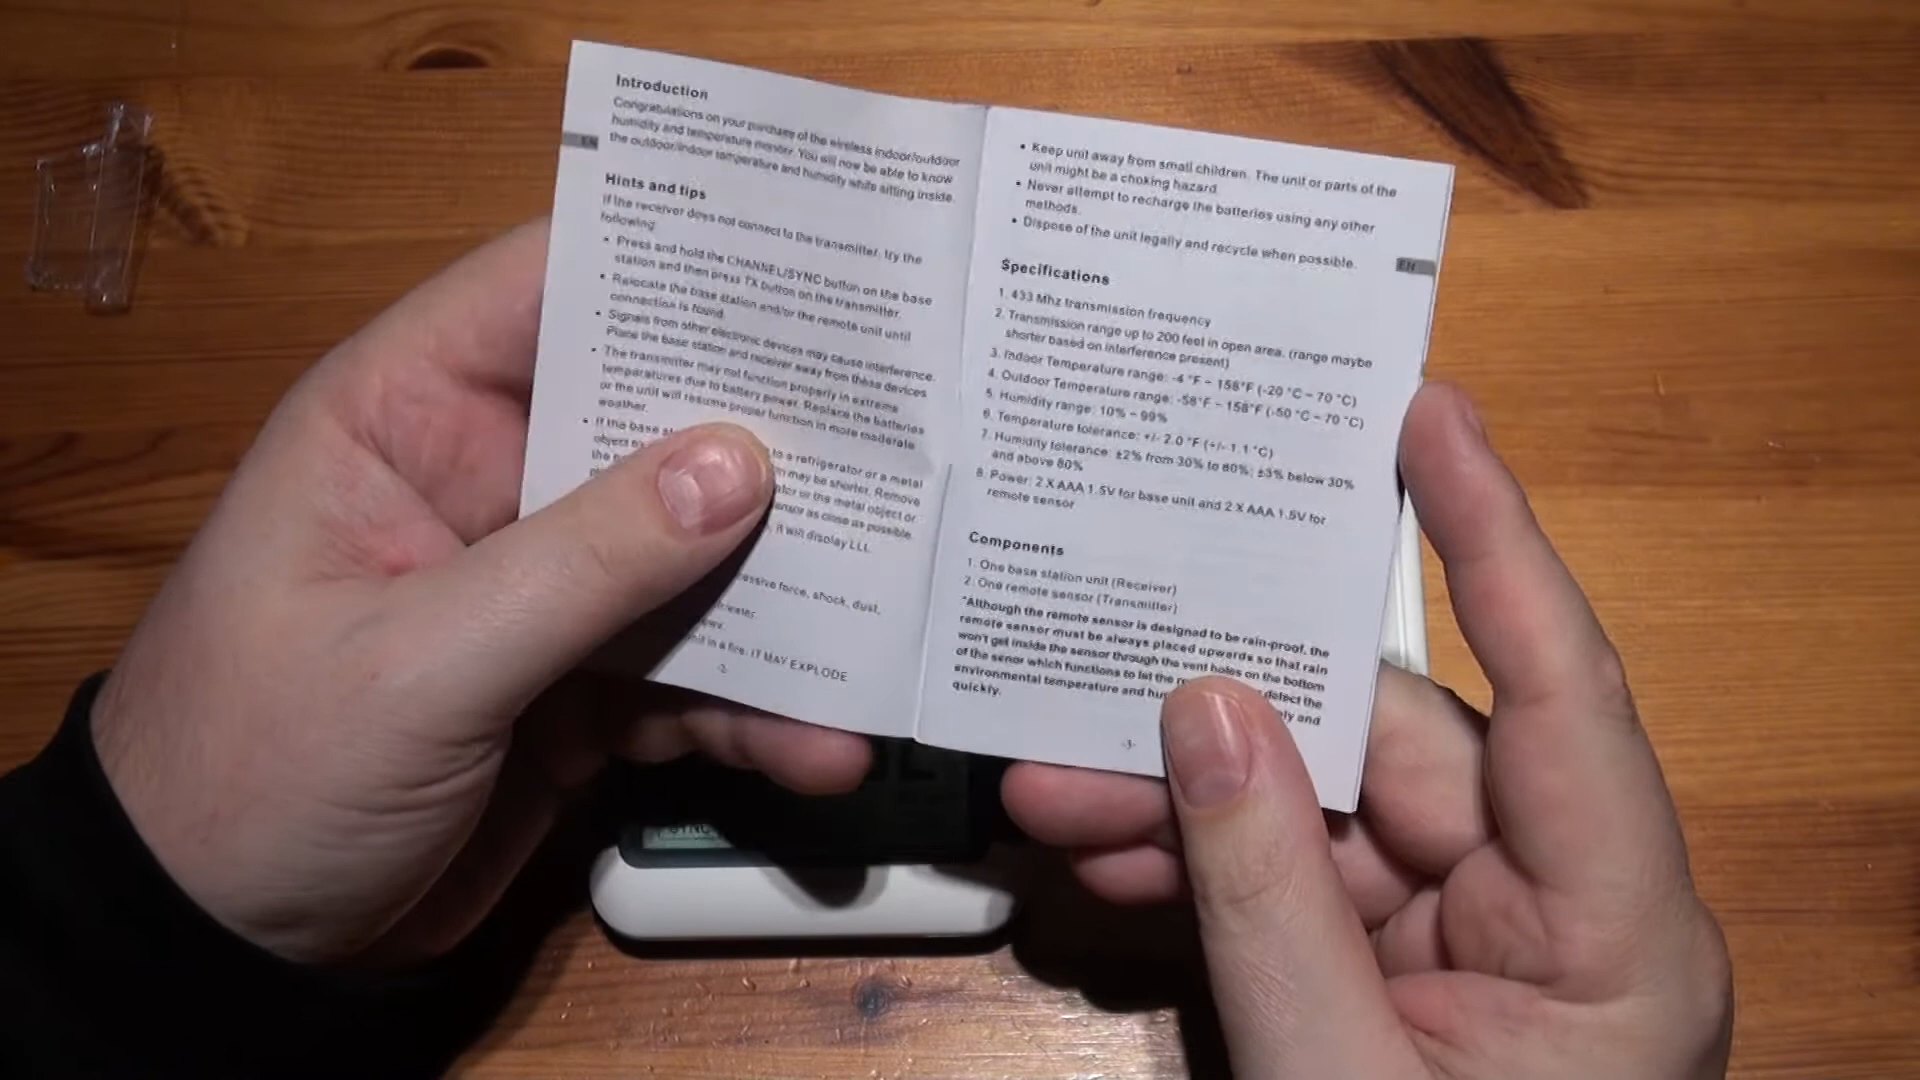 Introduction
Congratulations on your purchase of the wireless indoor/outdoor
humidity and temperature monitor. You will now be able to know
the outdoor/indoor temperature and humidity while sitting inside.
EN
Hints and tips
If the receiver does not connect to the transmitter, try the
following:
• Press and hold the CHANNEL/SYNC button on the base
station and then press TX button on the transmitter.
• Relocate the base station and/or the remote unit until
connection is found.
• Signals from other electronic devices may cause interference.
Place the base station and receiver away from these devices
• The transmitter may not function properly in extreme
temperatures due to battery power. Replace the batteries
or the unit will resume proper function in more moderate
weather.
• If the base to a refrigerator or a metal
object may be shorter. Remove
the or the metal object or
as close as possible.
it will display LLL
force, shock, dust,
in a fire. IT MAY EXPLODE
-2-
• Keep unit away from small children. The unit or parts of the
unit might be a choking hazard.
• Never attempt to recharge the batteries using any other
methods.
• Dispose of the unit legally and recycle when possible.
EN
Specifications
1. 433 Mhz transmission frequency
2. Transmission range up to 200 feet in open area. (range maybe
shorter based on interference present)
3. Indoor Temperature range: -4 °F ~ 158°F (-20 °C ~ 70 °C)
4. Outdoor Temperature range: -58°F ~ 158°F (-50 °C ~ 70 °C)
5. Humidity range: 10% ~ 99%
6. Temperature tolerance: +/- 2.0 °F (+/- 1.1 °C)
7. Humidity tolerance: ±2% from 30% to 80%; ±3% below 30%
and above 80%
8. Power: 2 X AAA 1.5V for base unit and 2 X AAA 1.5V for
remote sensor
Components
1. One base station unit (Receiver)
2. One remote sensor (Transmitter)
*Although the remote sensor is designed to be rain-proof, the
remote sensor must be always placed upwards so that rain
won't get inside the sensor through the vent holes on the bottom
of the senor which functions to let the detect the
environmental temperature and and
quickly.
-3-
SYNC